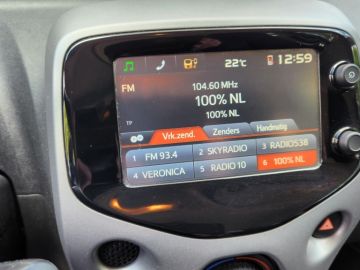 22°C 12:59
FM 104.60 MHz
100% NL
100% NL
TP
Vrk.zend. Zenders Handmatig
1 FM 93.4 2 SKYRADIO 3 RADIO538
4 VERONICA 5 RADIO 10 6 100% NL